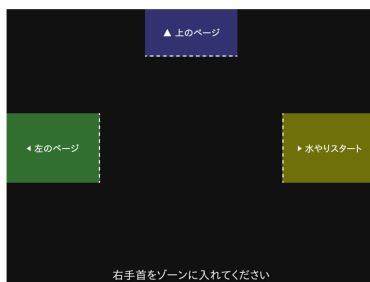 ▲ 上のページ
◀ 左のページ
▶ 水やりスタート
右手首をゾーンに入れてください